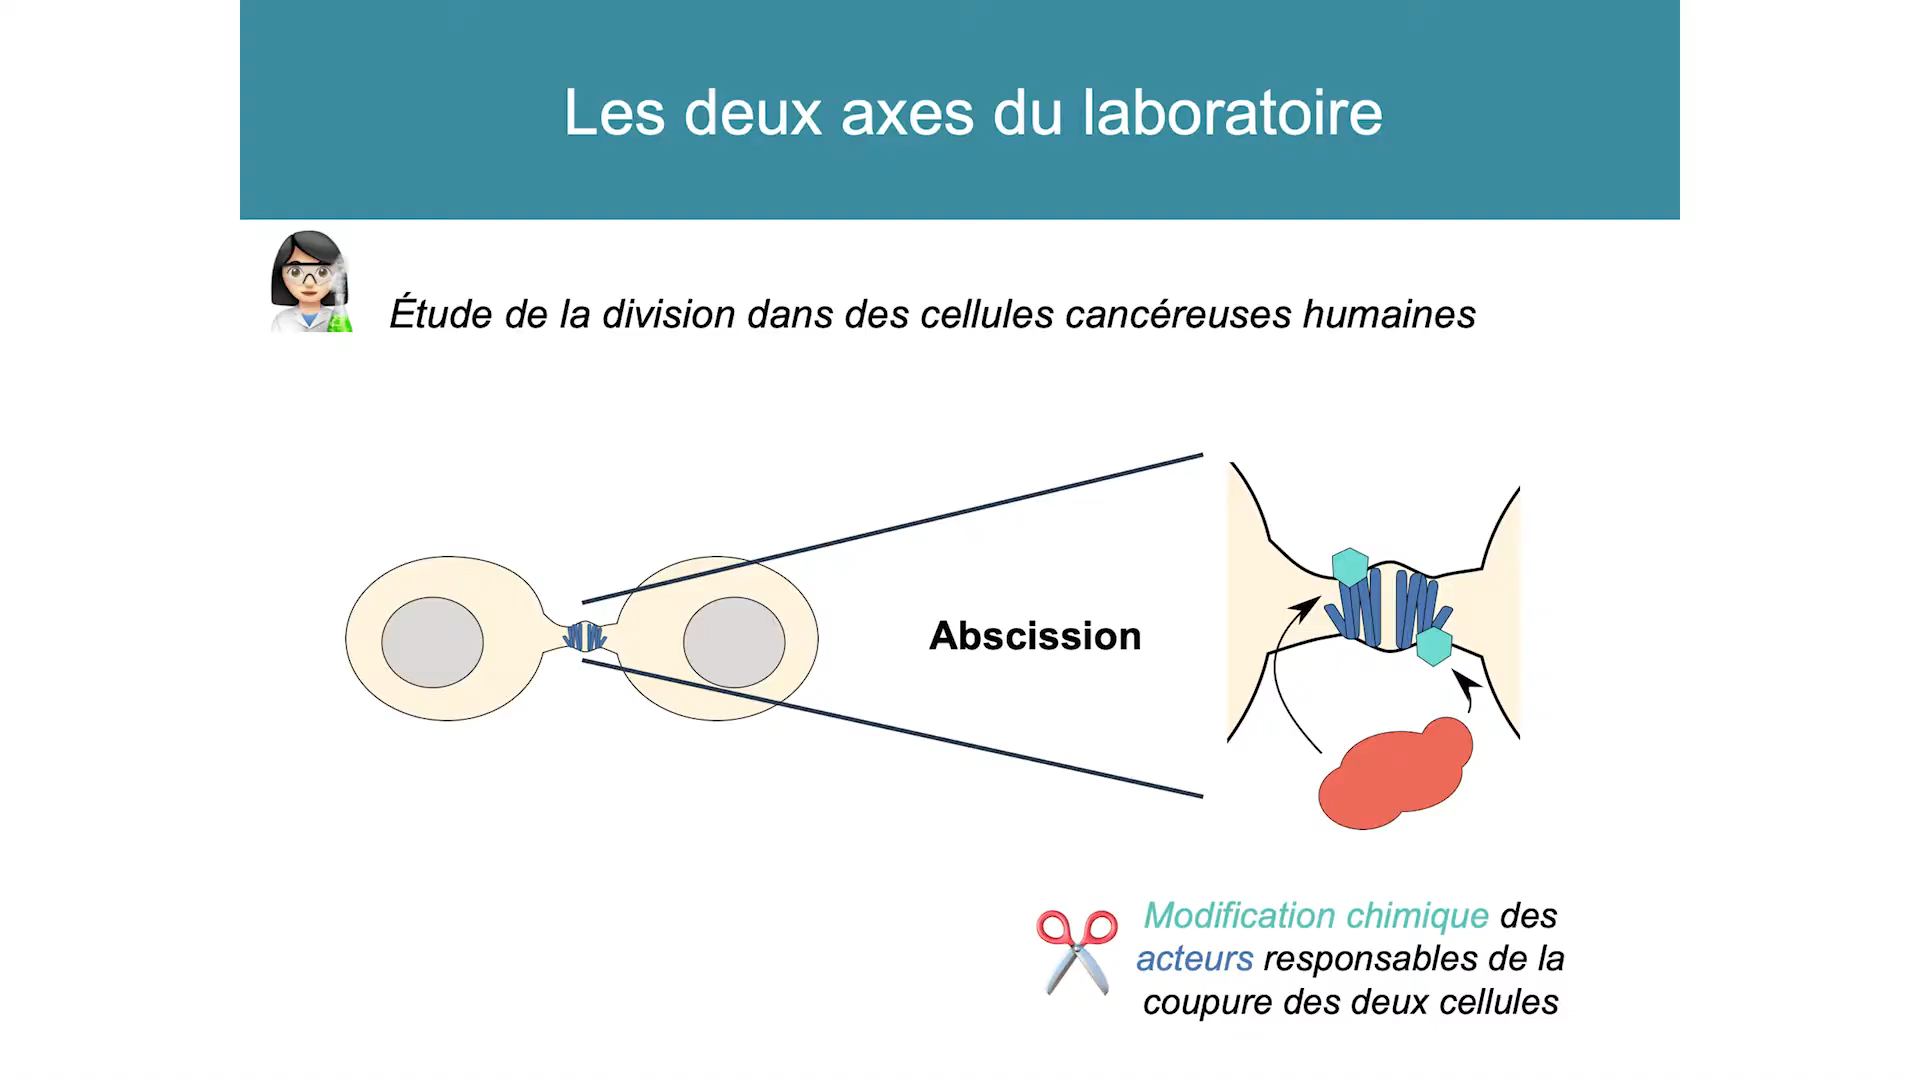 Les deux axes du laboratoire
Étude de la division dans des cellules cancéreuses humaines
Abscission
Modification chimique des
acteurs responsables de la
coupure des deux cellules